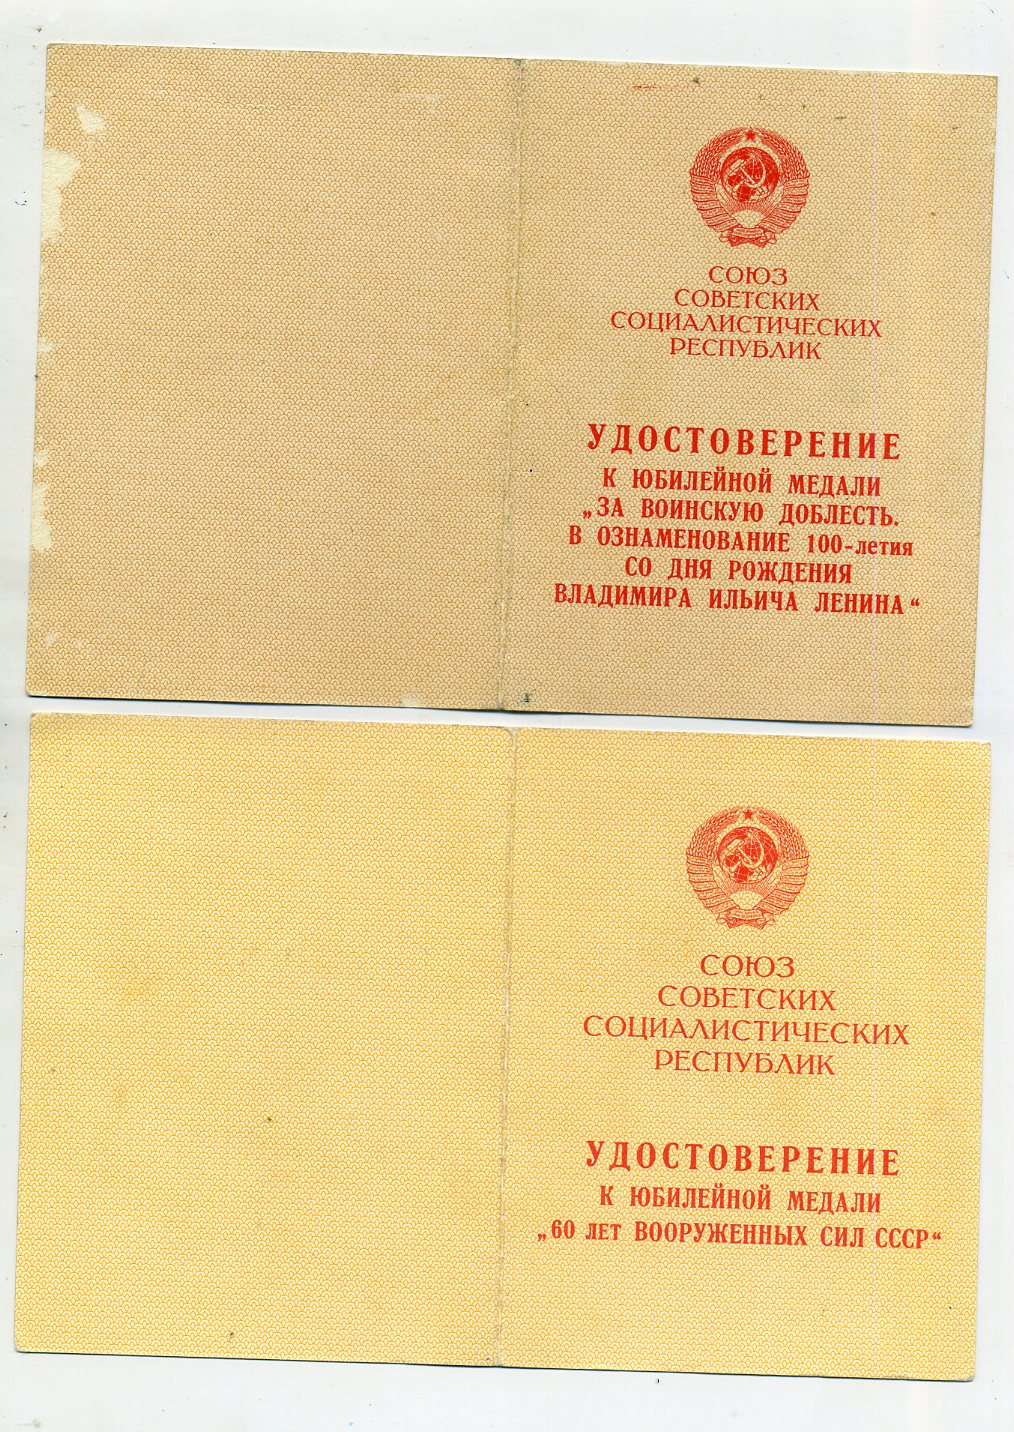 СОЮЗ
СОВЕТСКИХ
СОЦИАЛИСТИЧЕСКИХ
РЕСПУБЛИК
УДОСТОВЕРЕНИЕ
К ЮБИЛЕЙНОЙ МЕДАЛИ
„ЗА ВОИНСКУЮ ДОБЛЕСТЬ.
В ОЗНАМЕНОВАНИЕ 100-летия
СО ДНЯ РОЖДЕНИЯ
ВЛАДИМИРА ИЛЬИЧА ЛЕНИНА“
СОЮЗ
СОВЕТСКИХ
СОЦИАЛИСТИЧЕСКИХ
РЕСПУБЛИК
УДОСТОВЕРЕНИЕ
К ЮБИЛЕЙНОЙ МЕДАЛИ
„60 ЛЕТ ВООРУЖЕННЫХ СИЛ СССР“